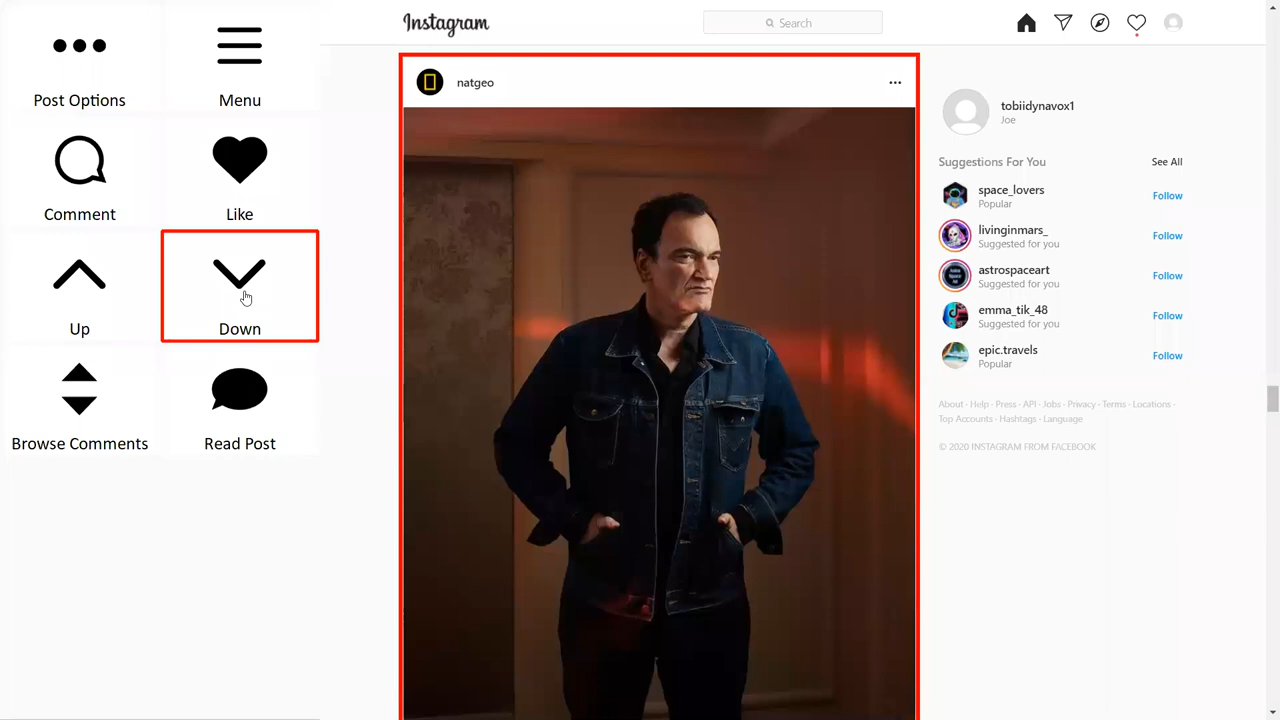 Post Options
Menu
Comment
Like
Up
Down
Browse Comments
Read Post
Instagram
Search
natgeo
tobiidynavox1
Joe
Suggestions For You
See All
space_lovers
Popular
Follow
livinginmars_
Suggested for you
Follow
astrospaceart
Suggested for you
Follow
emma_tik_48
Suggested for you
Follow
epic.travels
Popular
Follow
About · Help · Press · API · Jobs · Privacy · Terms · Locations ·
Top Accounts · Hashtags · Language
© 2020 INSTAGRAM FROM FACEBOOK